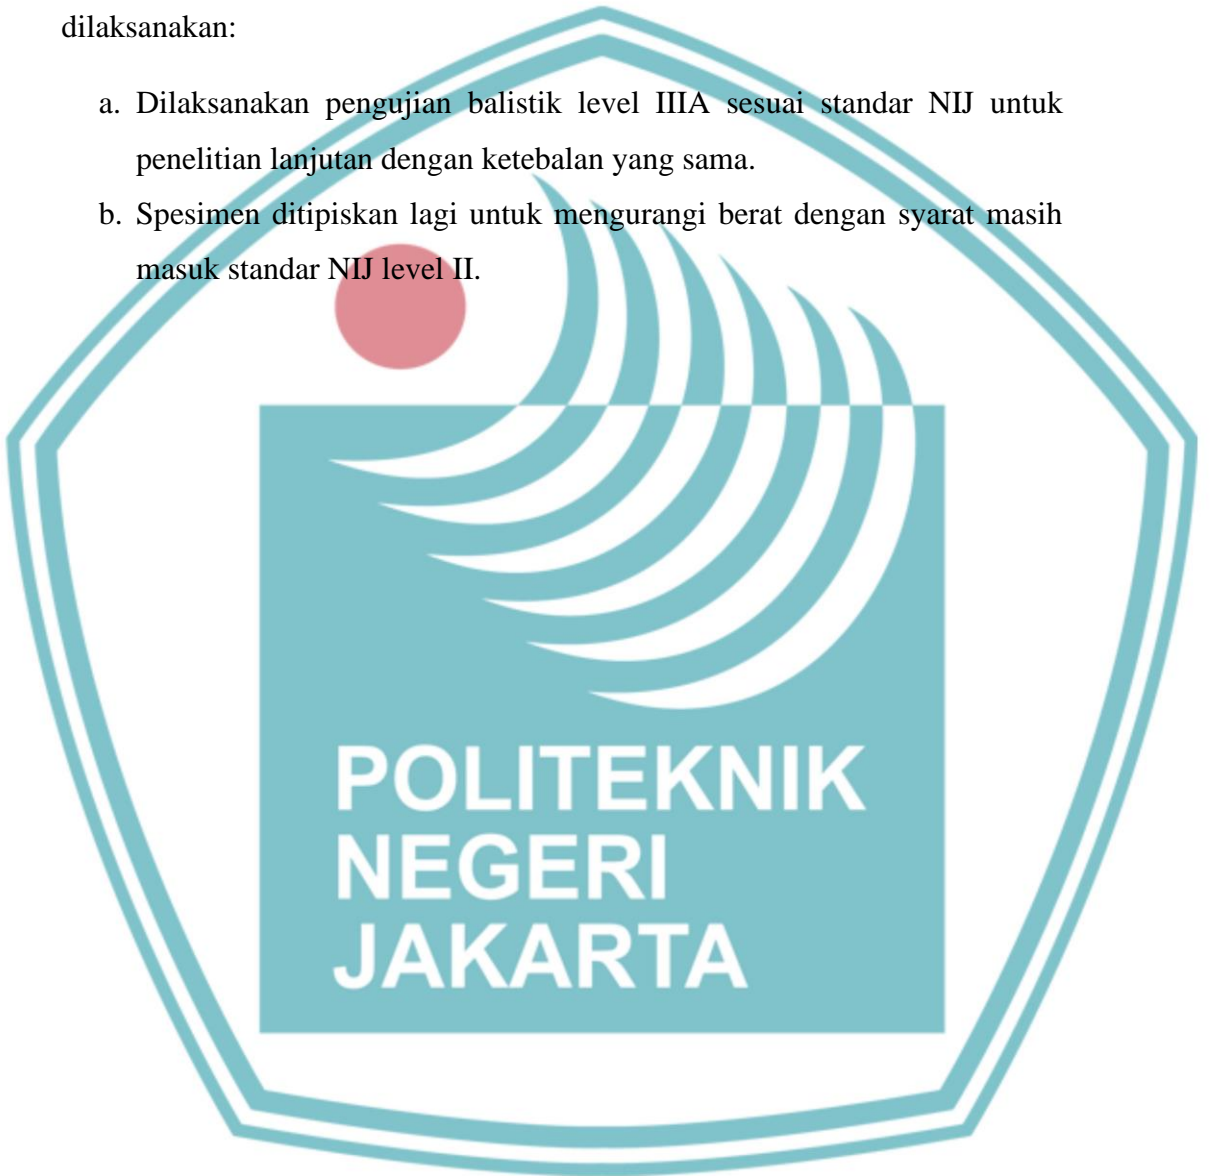 dilaksanakan:
a. Dilaksanakan pengujian balistik level IIIA sesuai standar NIJ untuk
penelitian lanjutan dengan ketebalan yang sama.
b. Spesimen ditipiskan lagi untuk mengurangi berat dengan syarat masih
masuk standar NIJ level II.
POLITEKNIK
NEGERI
JAKARTA